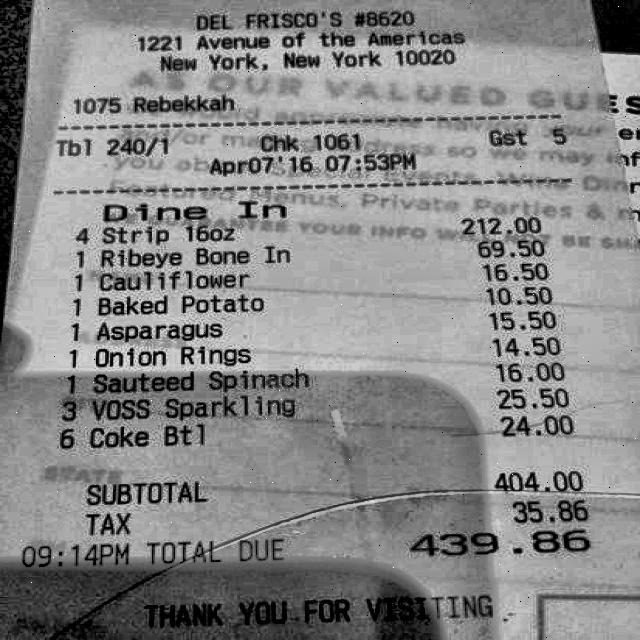 DEL FRISCO'S #8620
1221 Avenue of the Americas
New York, New York 10020
AS OUR VALUED GUE
1075 Rebekkah
Tbl 240/1 Chk 1061 Gst 5
Apr07'16 07:53PM
Dine In
4 Strip 16oz 212.00
1 Ribeye Bone In 69.50
1 Cauliflower 16.50
1 Baked Potato 10.50
1 Asparagus 15.50
1 Onion Rings 14.50
1 Sauteed Spinach 16.00
3 VOSS Sparkling 25.50
6 Coke Btl 24.00
SUBTOTAL 404.00
TAX 35.86
09:14PM TOTAL DUE 439.86
THANK YOU FOR VISITING